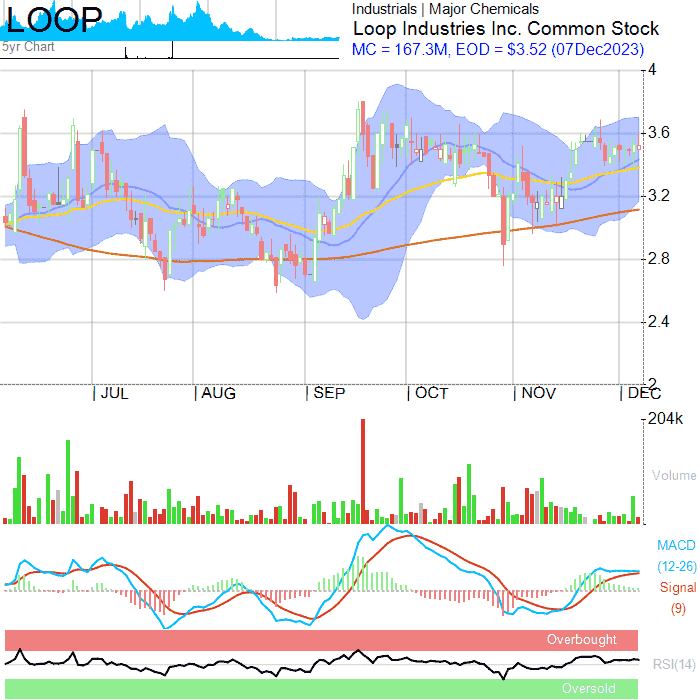 LOOP
5yr Chart
Industrials | Major Chemicals
Loop Industries Inc. Common Stock
MC = 167.3M, EOD = $3.52 (07Dec2023)
4
3.6
3.2
2.8
2.4
2
| JUL | AUG | SEP | OCT | NOV | DEC
204k
Volume
MACD
(12-26)
Signal
(9)
Overbought
RSI(14)
Oversold